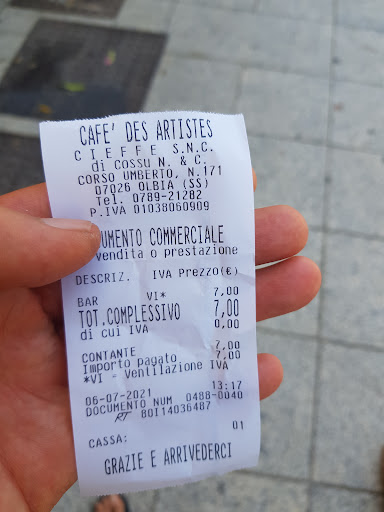 CAFE' DES ARTISTES
CIEFFE S.N.C.
di COSSU N. & C.
CORSO UMBERTO, N.171
07026 OLBIA (SS)
Tel. 0789-21282
P.IVA 01038060909
UMENTO COMMERCIALE
vendita o prestazione
DESCRIZ. IVA Prezzo(€)
BAR VI* 7,00
TOT.COMPLESSIVO 7,00
di cui IVA 0,00
CONTANTE 7,00
Importo pagato 7,00
*VI - Ventilazione IVA
06-07-2021 13:17
DOCUMENTO NUM 0488-0040
RT 80I14036487
CASSA: 01
GRAZIE E ARRIVEDERCI